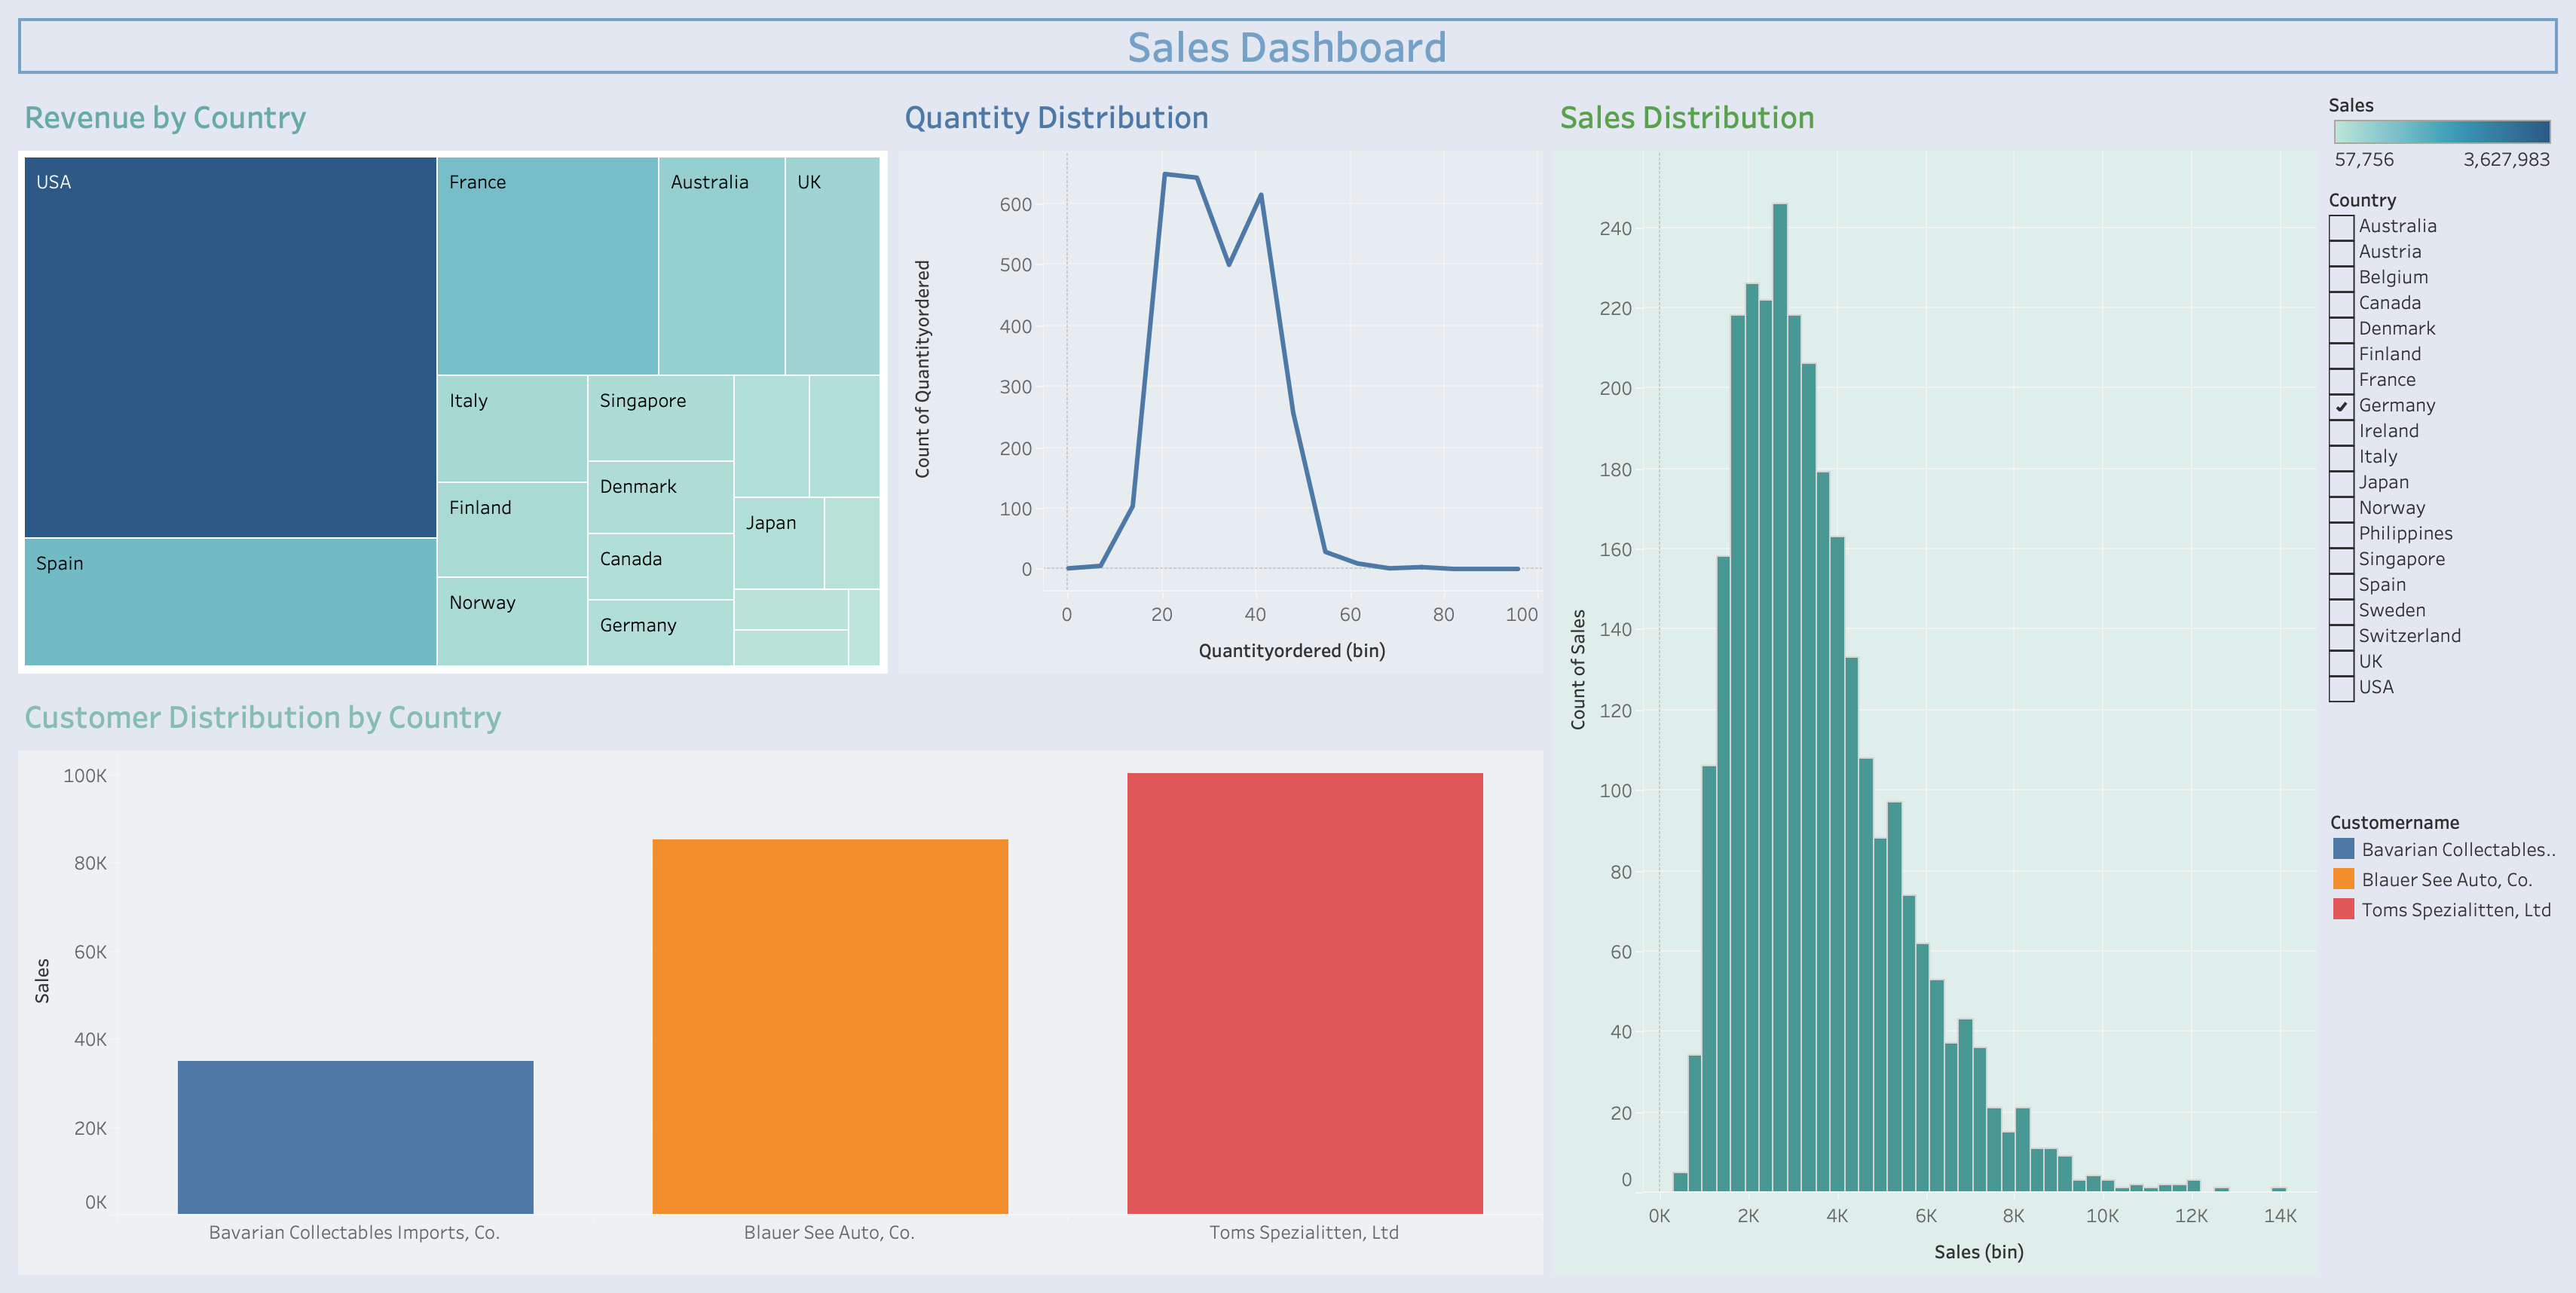 Sales Dashboard
Revenue by Country
USA
France
Australia
UK
Italy
Singapore
Finland
Denmark
Japan
Spain
Canada
Norway
Germany
Quantity Distribution
Count of Quantityordered
600
500
400
300
200
100
0
0 20 40 60 80 100
Quantityordered (bin)
Customer Distribution by Country
Sales
100K
80K
60K
40K
20K
0K
Bavarian Collectables Imports, Co.
Blauer See Auto, Co.
Toms Spezialitten, Ltd
Sales Distribution
Count of Sales
240
220
200
180
160
140
120
100
80
60
40
20
0
0K 2K 4K 6K 8K 10K 12K 14K
Sales (bin)
Sales
57,756 3,627,983
Country
Australia
Austria
Belgium
Canada
Denmark
Finland
France
Germany
Ireland
Italy
Japan
Norway
Philippines
Singapore
Spain
Sweden
Switzerland
UK
USA
Customername
Bavarian Collectables..
Blauer See Auto, Co.
Toms Spezialitten, Ltd